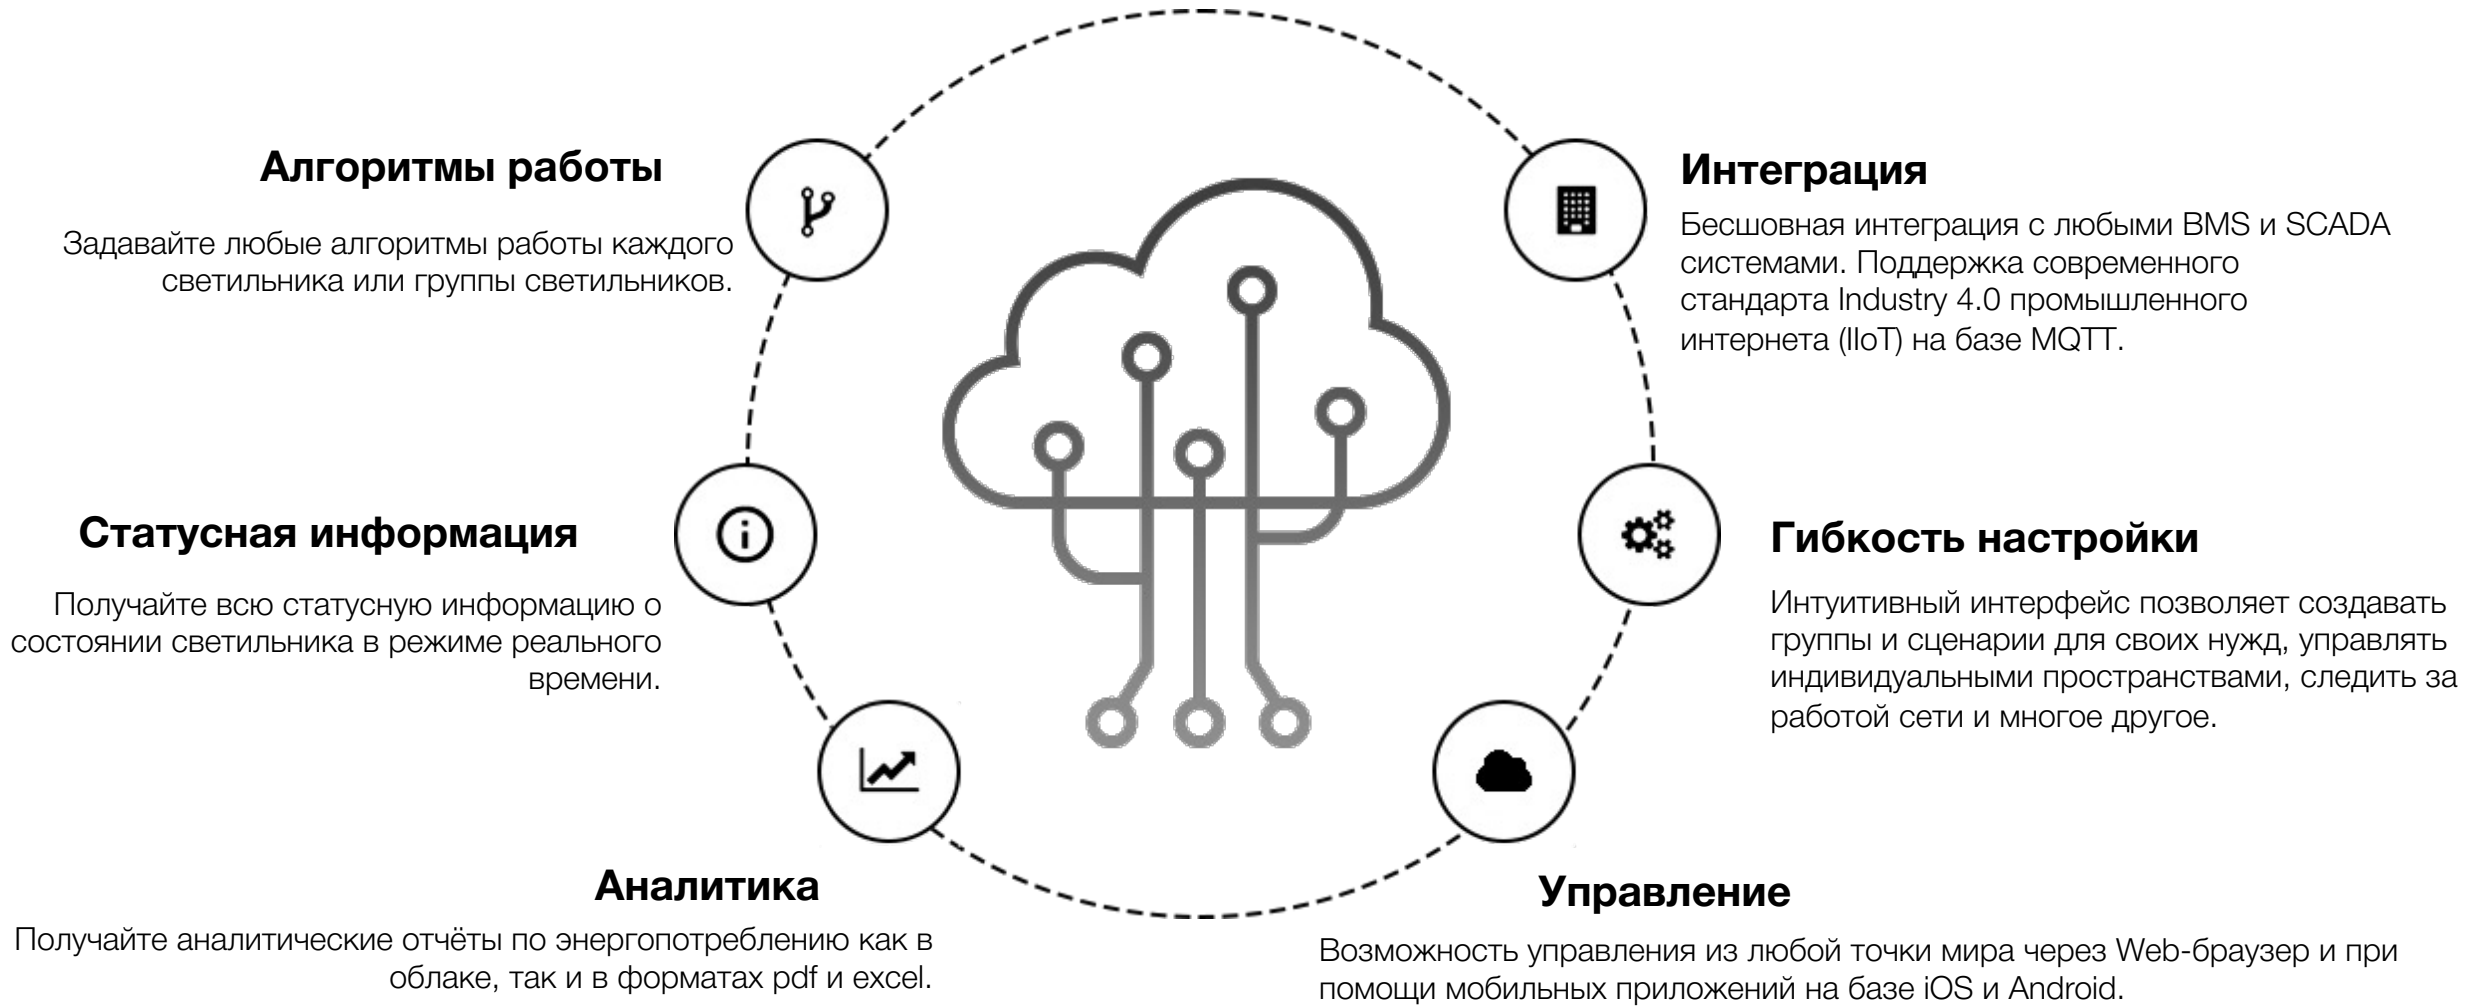 Алгоритмы работы
Задавайте любые алгоритмы работы каждого
светильника или группы светильников.
Интеграция
Бесшовная интеграция с любыми BMS и SCADA
системами. Поддержка современного
стандарта Industry 4.0 промышленного
интернета (IIoT) на базе MQTT.
Статусная информация
Получайте всю статусную информацию о
состоянии светильника в режиме реального
времени.
Гибкость настройки
Интуитивный интерфейс позволяет создавать
группы и сценарии для своих нужд, управлять
индивидуальными пространствами, следить за
работой сети и многое другое.
Аналитика
Получайте аналитические отчёты по энергопотреблению как в
облаке, так и в форматах pdf и excel.
Управление
Возможность управления из любой точки мира через Web-браузер и при
помощи мобильных приложений на базе iOS и Android.